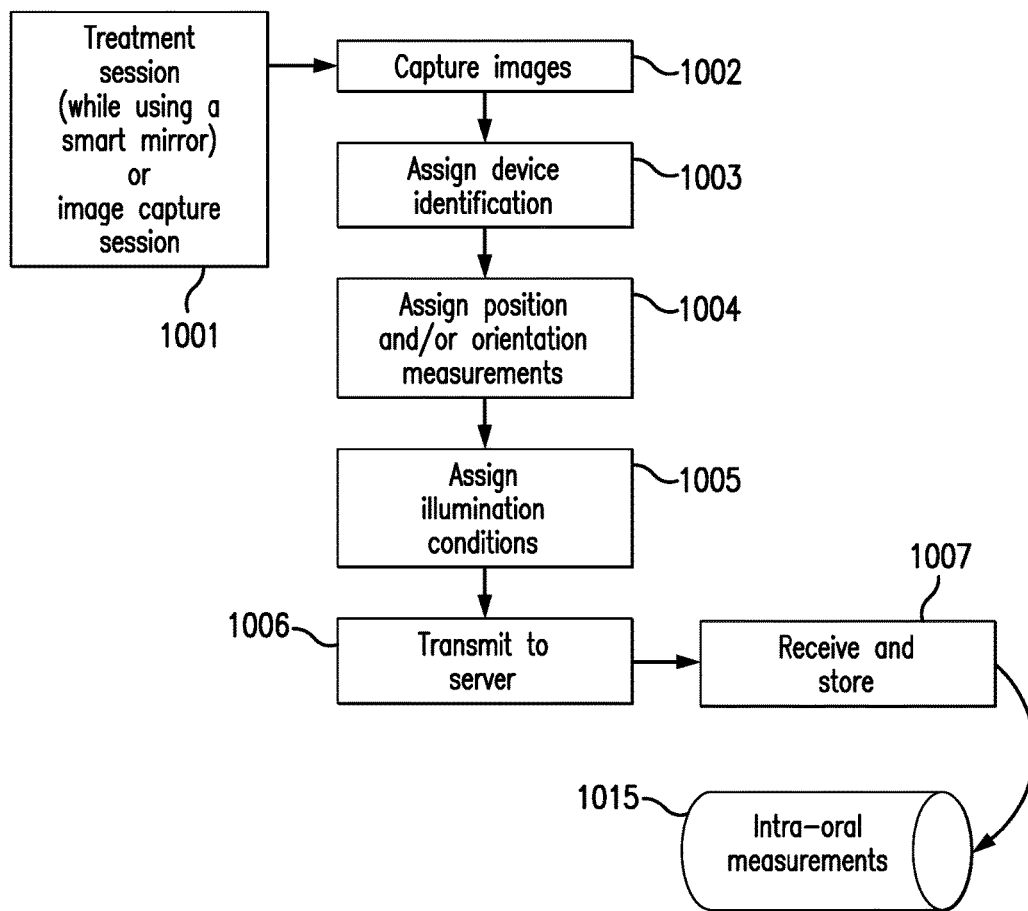 Treatment
session
(while using a
smart mirror)
or
image capture
session
1001
Capture images
1002
Assign device
identification
1003
Assign position
and/or orientation
measurements
1004
Assign
illumination
conditions
1005
1006
Transmit to
server
1007
Receive and
store
1015
Intra-oral
measurements